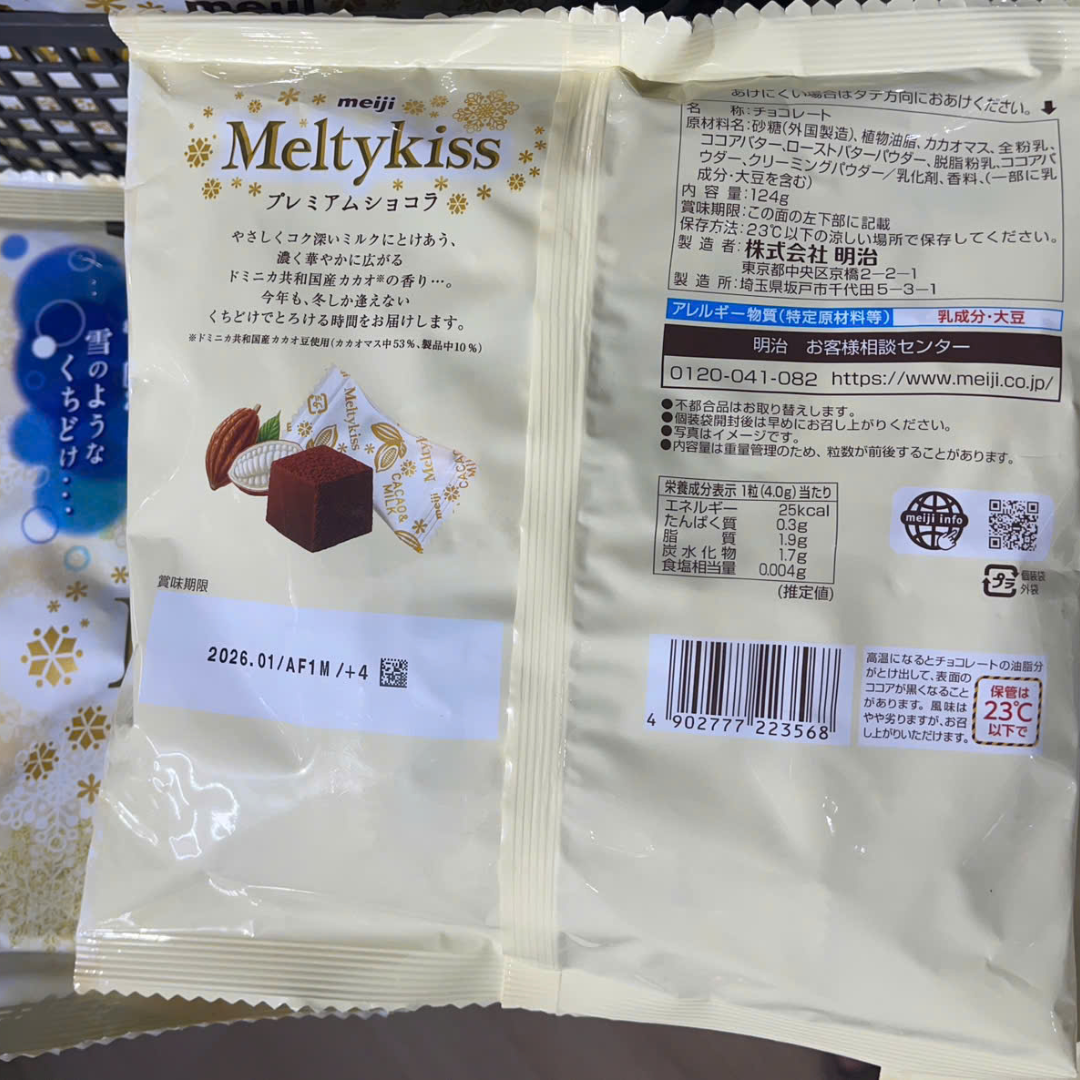 meiji
Meltykiss
プレミアムショコラ
やさしくコク深いミルクにとけあう、
濃く華やかに広がる
ドミニカ共和国産カカオ※の香り…。
今年も、冬しか逢えない
くちどけでとろける時間をお届けします。
※ドミニカ共和国産カカオ豆使用(カカオマス中53%、製品中10%)
Meltykiss
meiji
CACAO&
MILK
賞味期限
2026.01/AF1M/+4
雪のような
くちどけ…
あけにくい場合はタテ方向におあけください。
名 称:チョコレート
原材料名:砂糖(外国製造)、植物油脂、カカオマス、全粉乳、
ココアバター、ローストバターパウダー、脱脂粉乳、ココアパ
ウダー、クリーミングパウダー/乳化剤、香料、(一部に乳
成分・大豆を含む)
内容量:124g
賞味期限:この面の左下部に記載
保存方法:23℃以下の涼しい場所で保存してください。
製造者:株式会社 明治
東京都中央区京橋2-2-1
製造所:埼玉県坂戸市千代田5-3-1
アレルギー物質(特定原材料等) 乳成分・大豆
明治 お客様相談センター
0120-041-082 https://www.meiji.co.jp/
●不都合品はお取り替えします。
●個装袋開封後は早めにお召し上がりください。
●写真はイメージです。
●内容量は重量管理のため、粒数が前後することがあります。
栄養成分表示 1粒(4.0g)当たり
エネルギー 25kcal
たんぱく質 0.3g
脂質 1.9g
炭水化物 1.7g
食塩相当量 0.004g
(推定値)
meiji info
プラ
個装袋
外袋
4 902777 223568
高温になるとチョコレートの油脂分
がとけ出して、表面の
ココアが黒くなること
があります。風味は
やや劣りますが、お召
し上がりいただけます。
保管は
23℃
以下で